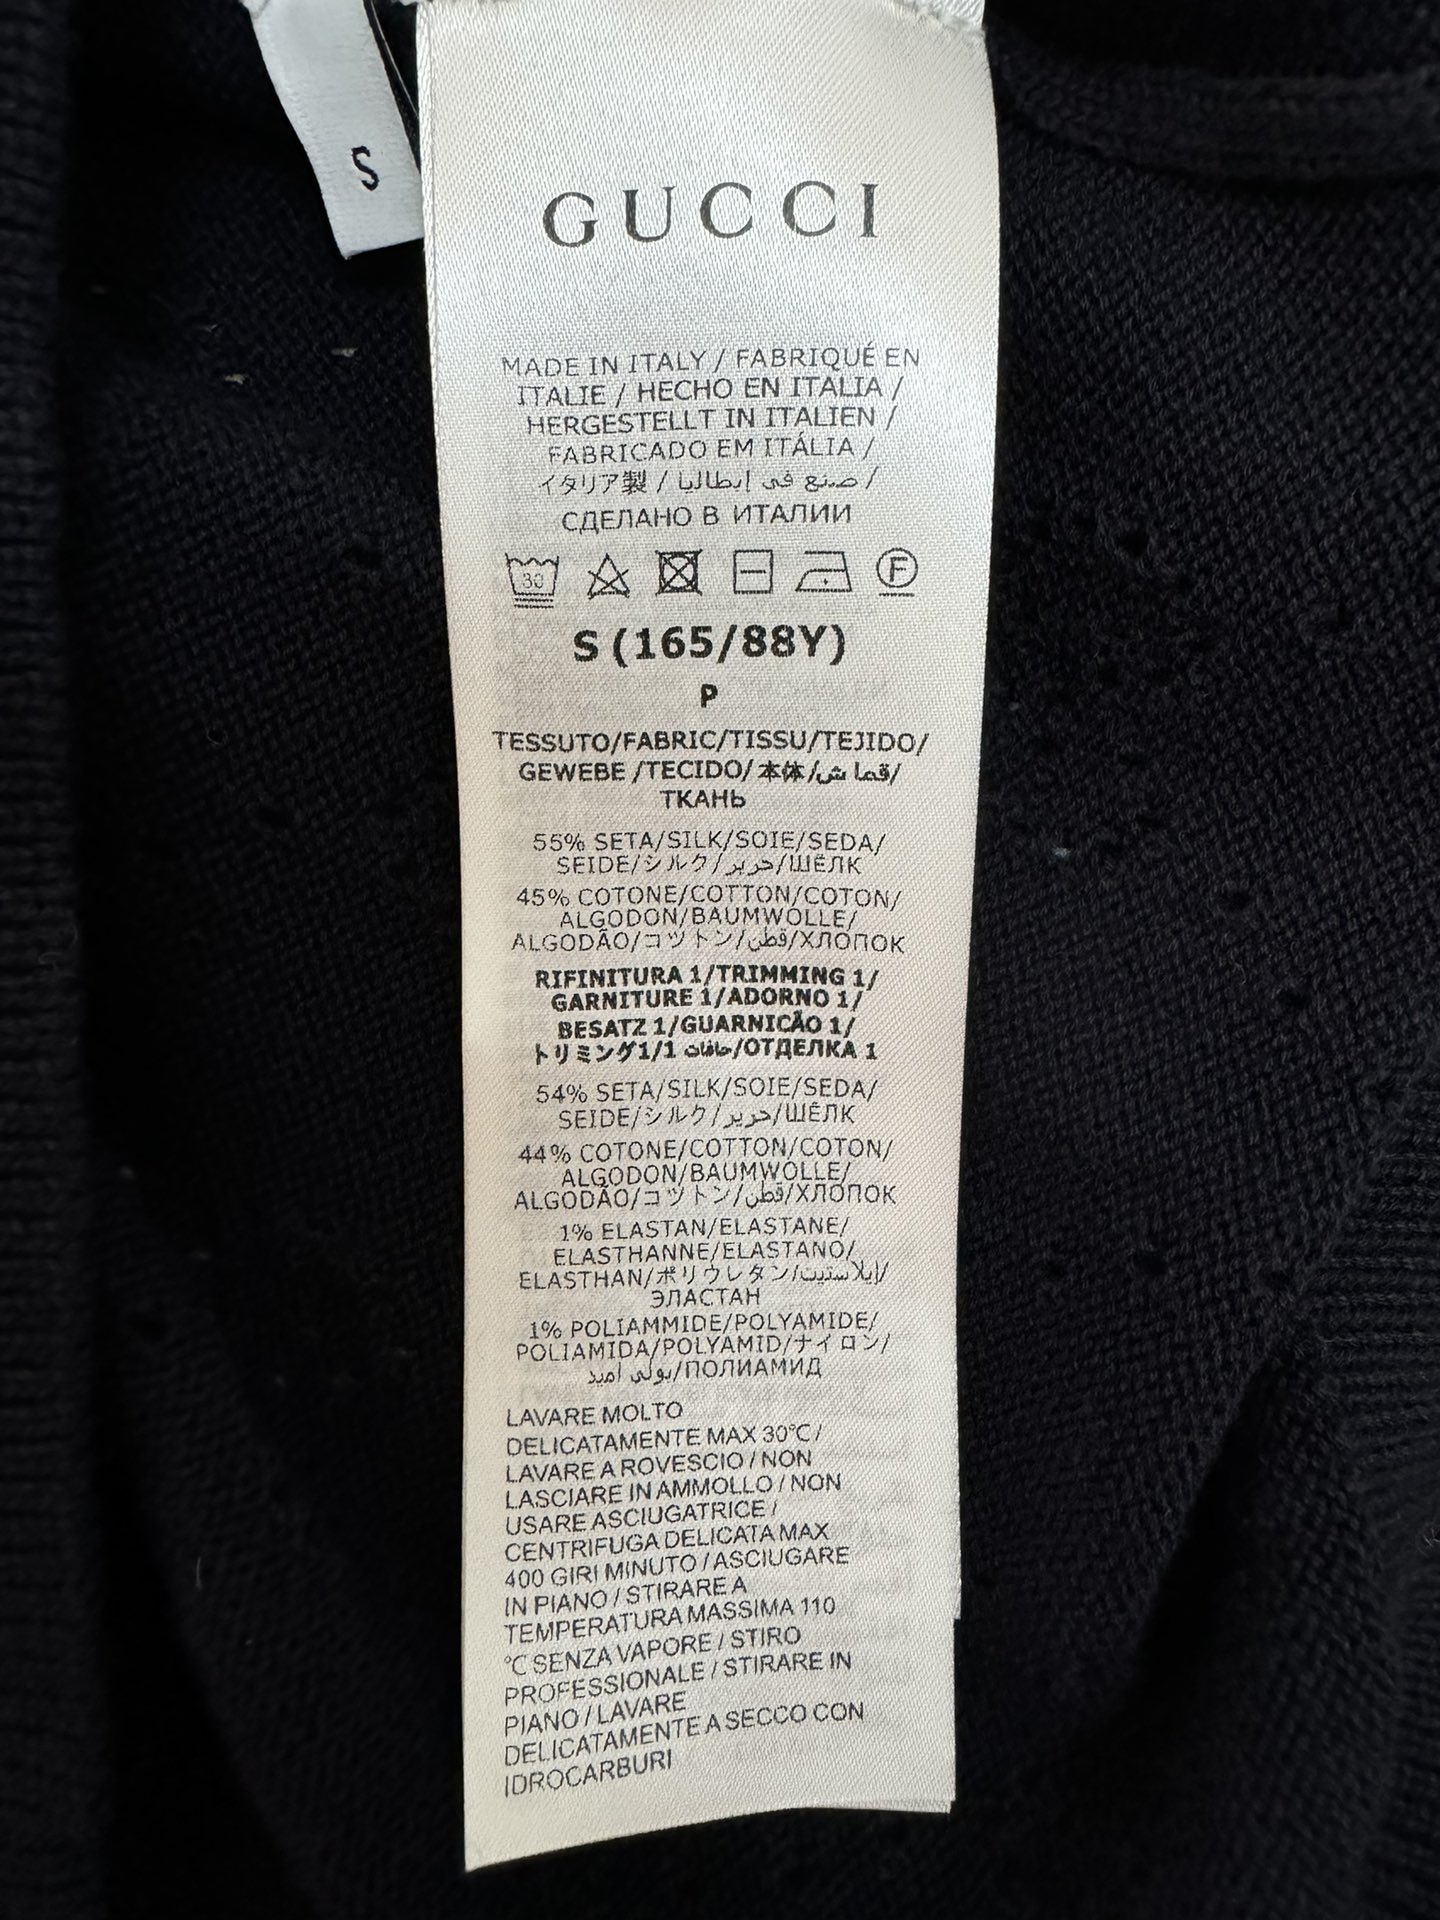 S
GUCCI
MADE IN ITALY / FABRIQUÉ EN
ITALIE / HECHO EN ITALIA /
HERGESTELLT IN ITALIEN /
FABRICADO EM ITÁLIA /
イタリア製 / صنع في إيطاليا /
СДЕЛАНО В ИТАЛИИ
30 F
S (165/88Y)
P
TESSUTO/FABRIC/TISSU/TEJIDO/
GEWEBE /TECIDO/本体/قماش/
ТКАНЬ
55% SETA/SILK/SOIE/SEDA/
SEIDE/シルク/حرير/ШЁЛК
45% COTONE/COTTON/COTON/
ALGODON/BAUMWOLLE/
ALGODÃO/コットン/قطن/ХЛОПОК
RIFINITURA 1/TRIMMING 1/
GARNITURE 1/ADORNO 1/
BESATZ 1/GUARNICÃO 1/
トリミング1/1 حافات/ОТДЕЛКА 1
54% SETA/SILK/SOIE/SEDA/
SEIDE/シルク/حرير/ШЁЛК
44% COTONE/COTTON/COTON/
ALGODON/BAUMWOLLE/
ALGODÃO/コットン/قطن/ХЛОПОК
1% ELASTAN/ELASTANE/
ELASTHANNE/ELASTANO/
ELASTHAN/ポリウレタン/إيلاستيت/
ЭЛАСТАН
1% POLIAMMIDE/POLYAMIDE/
POLIAMIDA/POLYAMID/ナイロン/
بولي اميد/ПОЛИАМИД
LAVARE MOLTO
DELICATAMENTE MAX 30°C /
LAVARE A ROVESCIO / NON
LASCIARE IN AMMOLLO / NON
USARE ASCIUGATRICE /
CENTRIFUGA DELICATA MAX
400 GIRI MINUTO / ASCIUGARE
IN PIANO / STIRARE A
TEMPERATURA MASSIMA 110
°C SENZA VAPORE / STIRO
PROFESSIONALE / STIRARE IN
PIANO / LAVARE
DELICATAMENTE A SECCO CON
IDROCARBURI